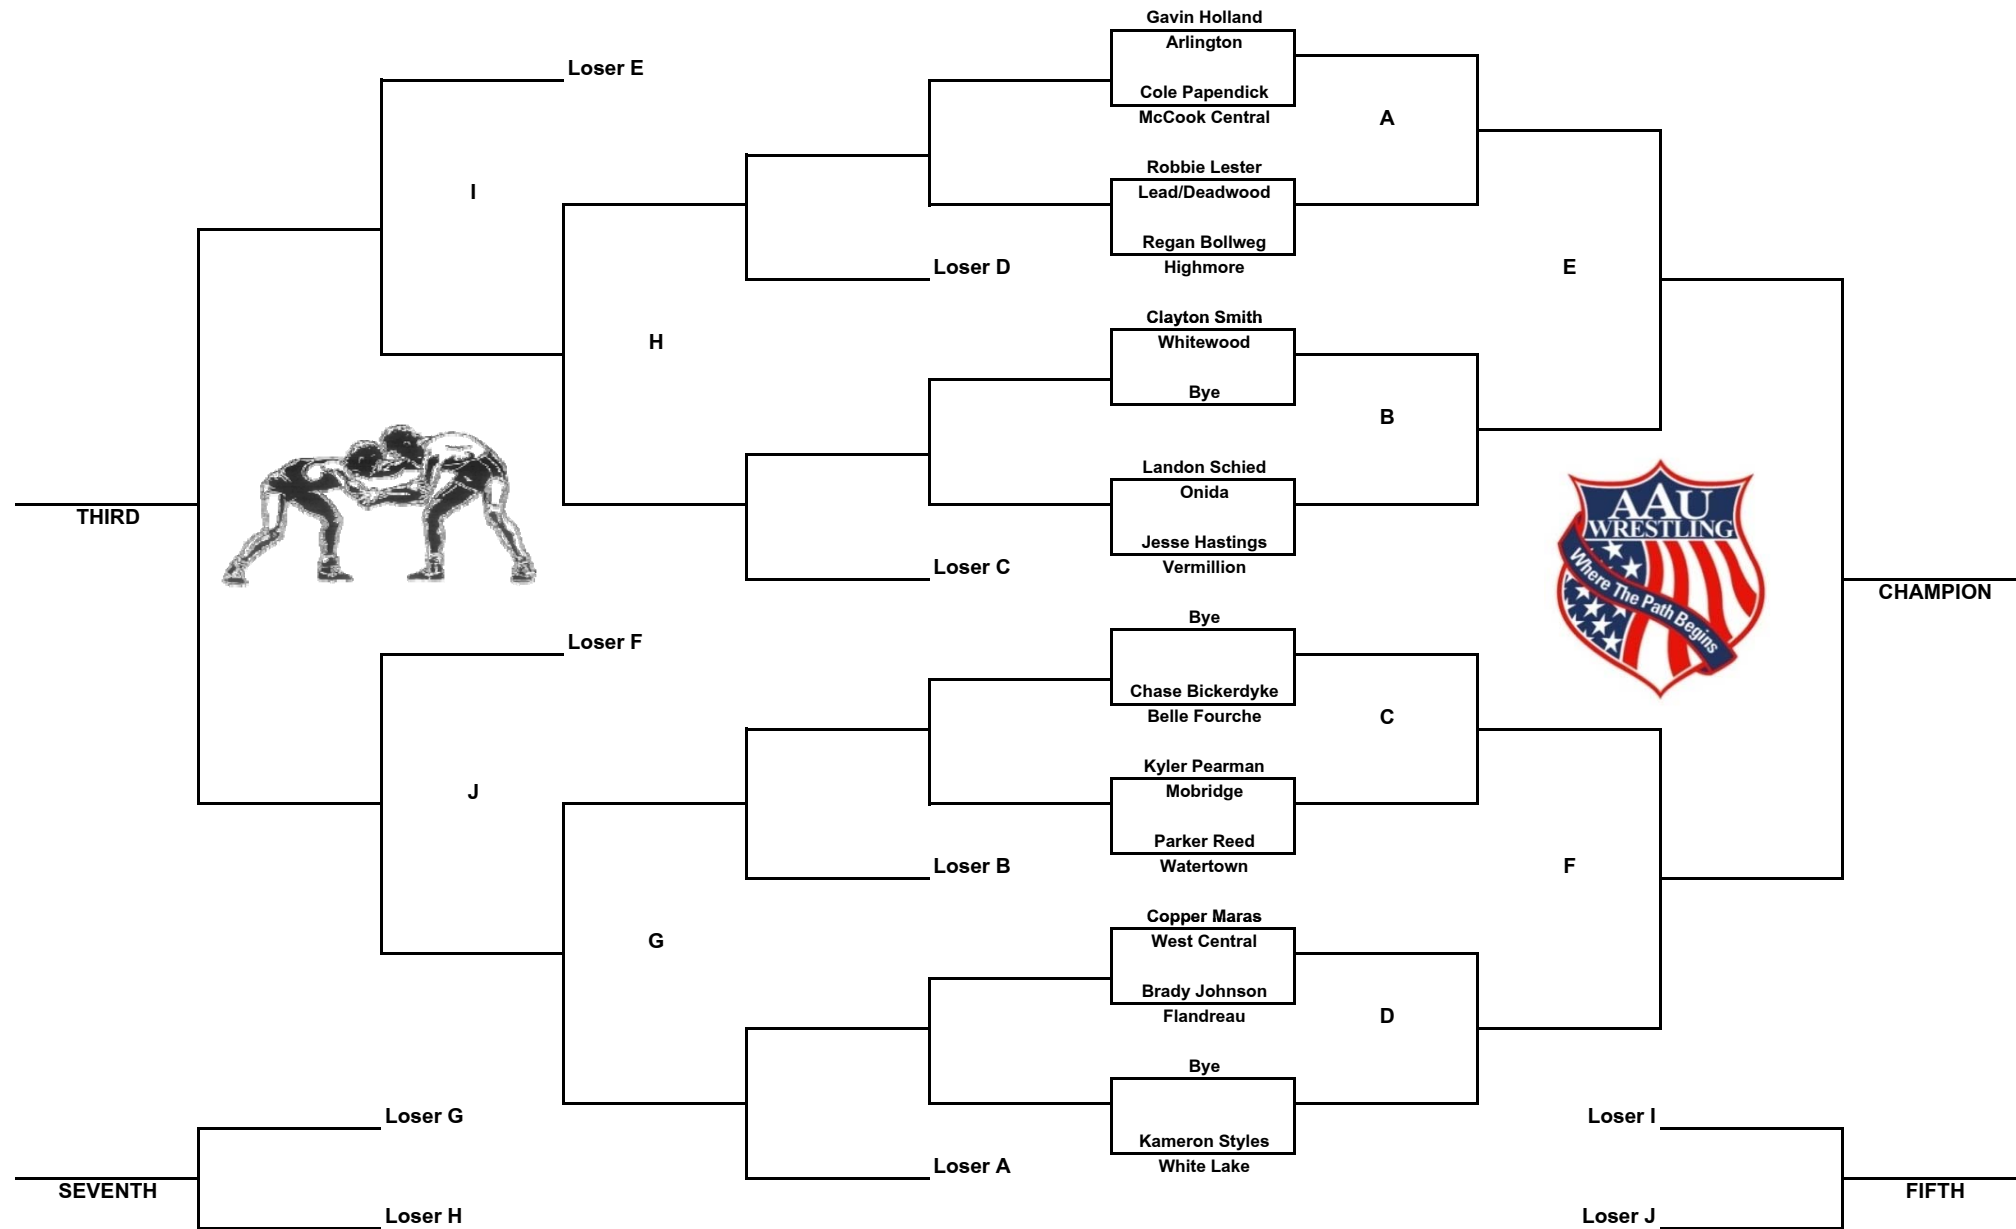 Gavin Holland
Arlington
Loser E
Cole Papendick
McCook Central
A
Robbie Lester
Lead/Deadwood
I
Regan Bollweg
Highmore
Loser D
E
Clayton Smith
Whitewood
H
Bye
B
Landon Schied
Onida
THIRD
Jesse Hastings
Vermillion
Loser C
AAU
WRESTLING
Where The Path Begins
CHAMPION
Bye
Loser F
Chase Bickerdyke
Belle Fourche
C
Kyler Pearman
Mobridge
J
Parker Reed
Watertown
Loser B
F
Copper Maras
West Central
G
Brady Johnson
Flandreau
D
Bye
Loser G
Loser I
Kameron Styles
White Lake
Loser A
SEVENTH
FIFTH
Loser H
Loser J